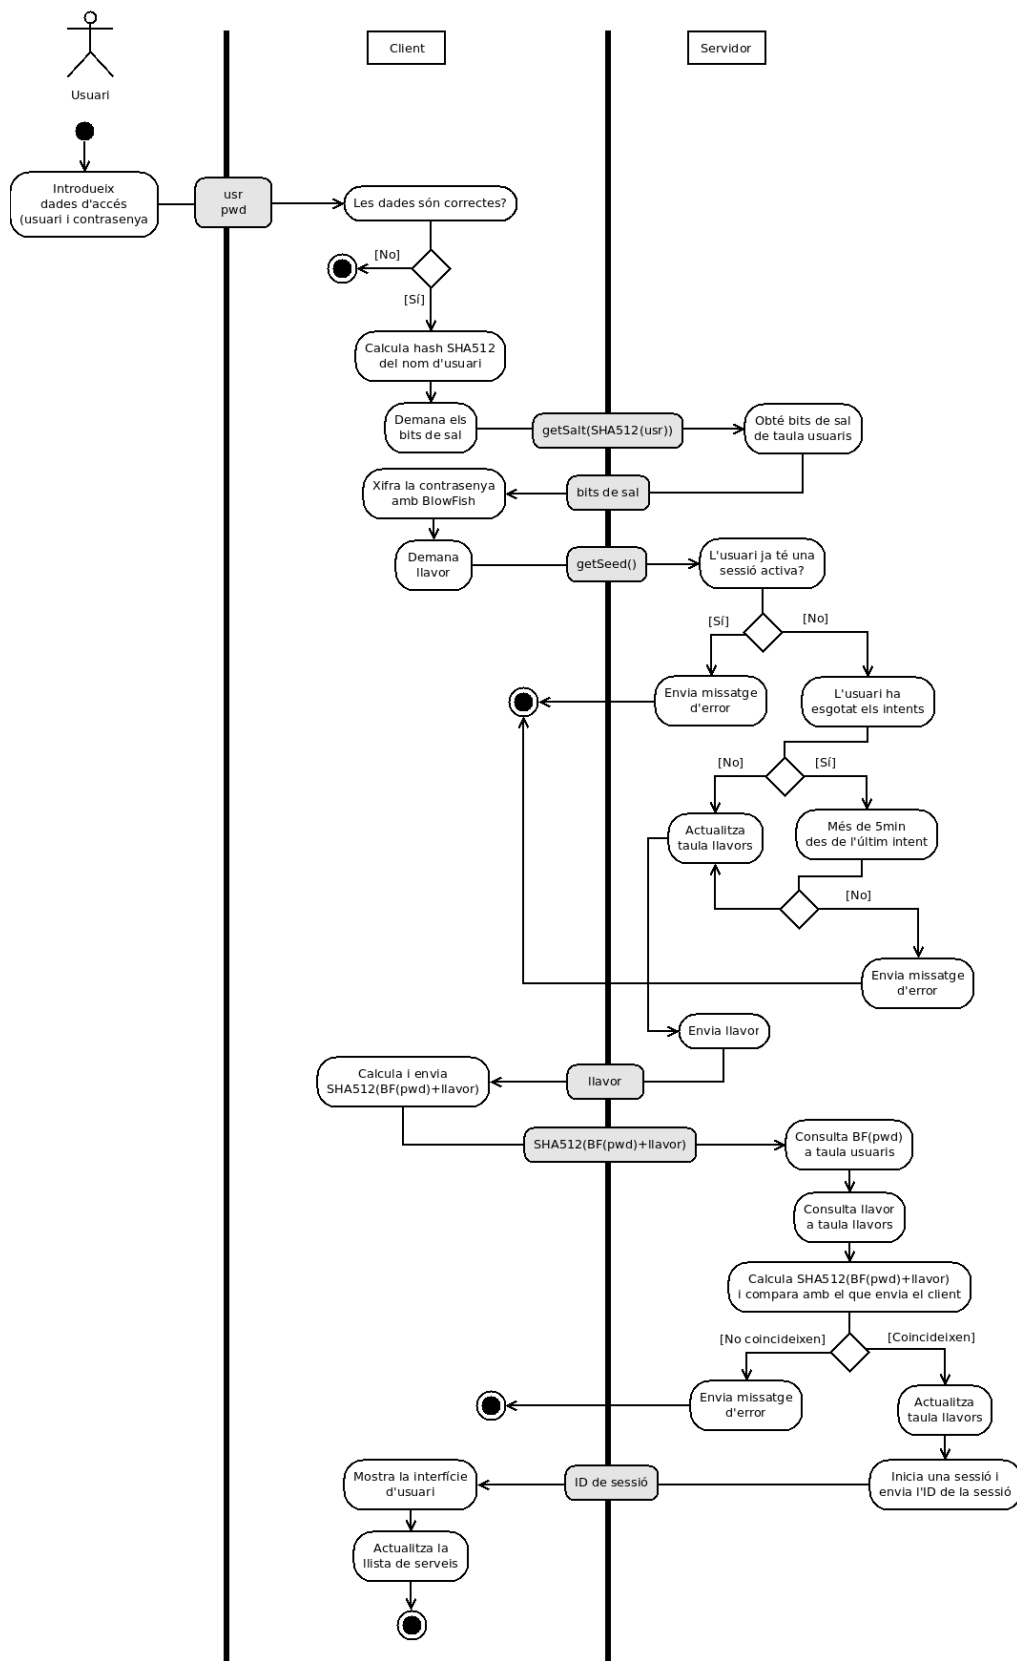 Client
Servidor
Usuari
Introdueix
dades d'accés
(usuari i contrasenya
usr
pwd
Les dades són correctes?
[No]
[Sí]
Calcula hash SHA512
del nom d'usuari
Demana els
bits de sal
getSalt(SHA512(usr))
Obté bits de sal
de taula usuaris
Xifra la contrasenya
amb BlowFish
bits de sal
Demana
llavor
getSeed()
L'usuari ja té una
sessió activa?
[Sí]
[No]
Envia missatge
d'error
L'usuari ha
esgotat els intents
[No]
[Sí]
Actualitza
taula llavors
Més de 5min
des de l'últim intent
[No]
Envia missatge
d'error
Envia llavor
llavor
Calcula i envia
SHA512(BF(pwd)+llavor)
SHA512(BF(pwd)+llavor)
Consulta BF(pwd)
a taula usuaris
Consulta llavor
a taula llavors
Calcula SHA512(BF(pwd)+llavor)
i compara amb el que envia el client
[No coincideixen]
[Coincideixen]
Envia missatge
d'error
Actualitza
taula llavors
Inicia una sessió i
envia l'ID de la sessió
ID de sessió
Mostra la interfície
d'usuari
Actualitza la
llista de serveis